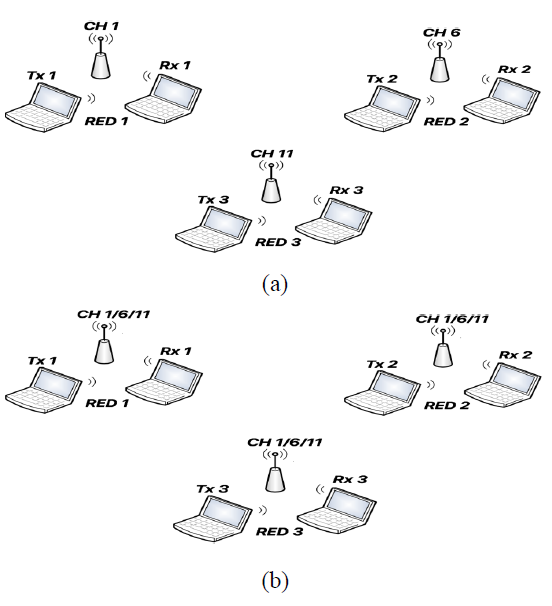 CH 1
Tx 1
Rx 1
RED 1
CH 6
Tx 2
Rx 2
RED 2
CH 11
Tx 3
Rx 3
RED 3
(a)
CH 1/6/11
Tx 1
Rx 1
RED 1
CH 1/6/11
Tx 2
Rx 2
RED 2
CH 1/6/11
Tx 3
Rx 3
RED 3
(b)